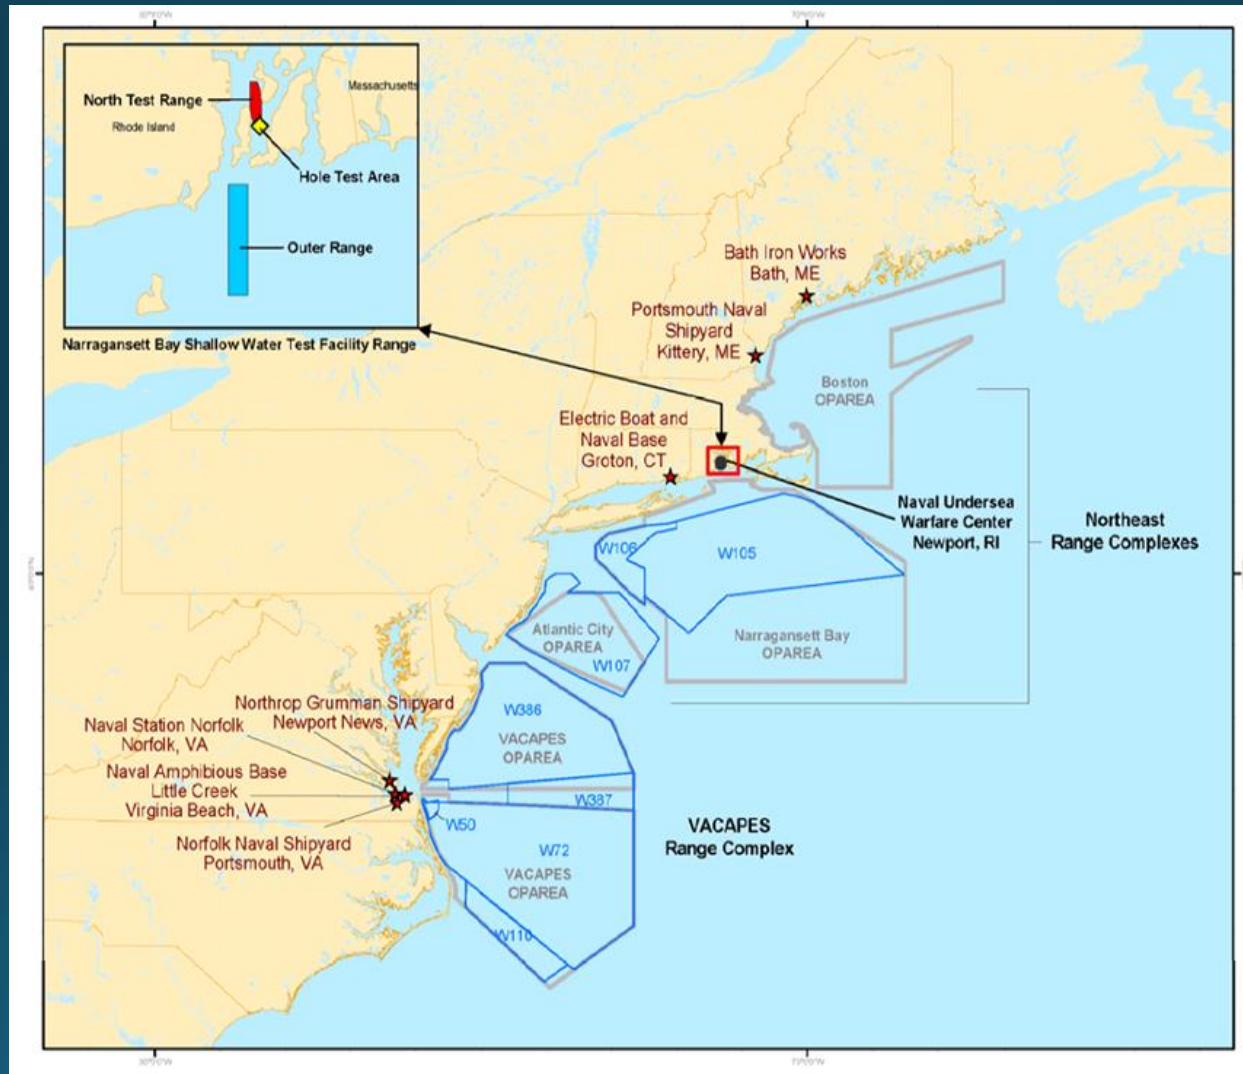 North Test Range
Rhode Island
Massachusetts
Hole Test Area
Outer Range
Narragansett Bay Shallow Water Test Facility Range
Bath Iron Works
Bath, ME
Portsmouth Naval
Shipyard
Kittery, ME
Boston
OPAREA
Electric Boat and
Naval Base
Groton, CT
Naval Undersea
Warfare Center
Newport, RI
Northeast
Range Complexes
W106
W105
Atlantic City
OPAREA
W107
Narragansett Bay
OPAREA
Northrop Grumman Shipyard
Newport News, VA
Naval Station Norfolk
Norfolk, VA
Naval Amphibious Base
Little Creek
Virginia Beach, VA
Norfolk Naval Shipyard
Portsmouth, VA
W386
VACAPES
OPAREA
W387
W50
W72
VACAPES
OPAREA
W110
VACAPES
Range Complex